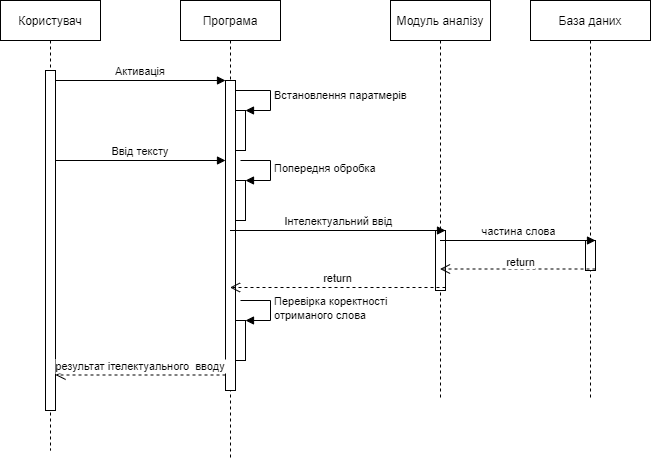 Користувач
Програма
Модуль аналізу
База даних
Активація
Встановлення паратмерів
Ввід тексту
Попередня обробка
Інтелектуальний ввід
частина слова
return
return
Перевірка коректності
отриманого слова
результат ітелектуального вводу